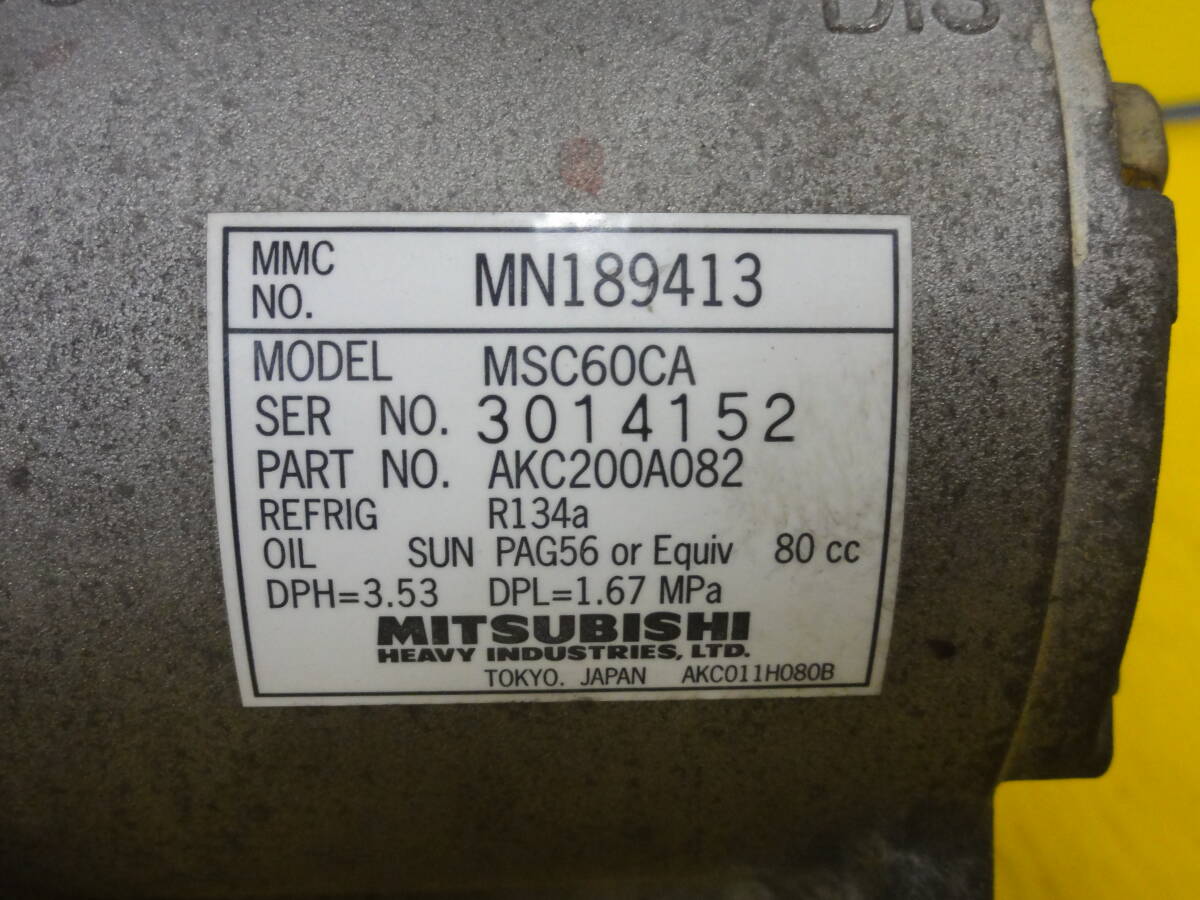 DIS
MMC
NO. MN189413
MODEL MSC60CA
SER NO. 3014152
PART NO. AKC200A082
REFRIG R134a
OIL SUN PAG56 or Equiv 80 cc
DPH=3.53 DPL=1.67 MPa
MITSUBISHI
HEAVY INDUSTRIES, LTD.
TOKYO. JAPAN AKC011H080B